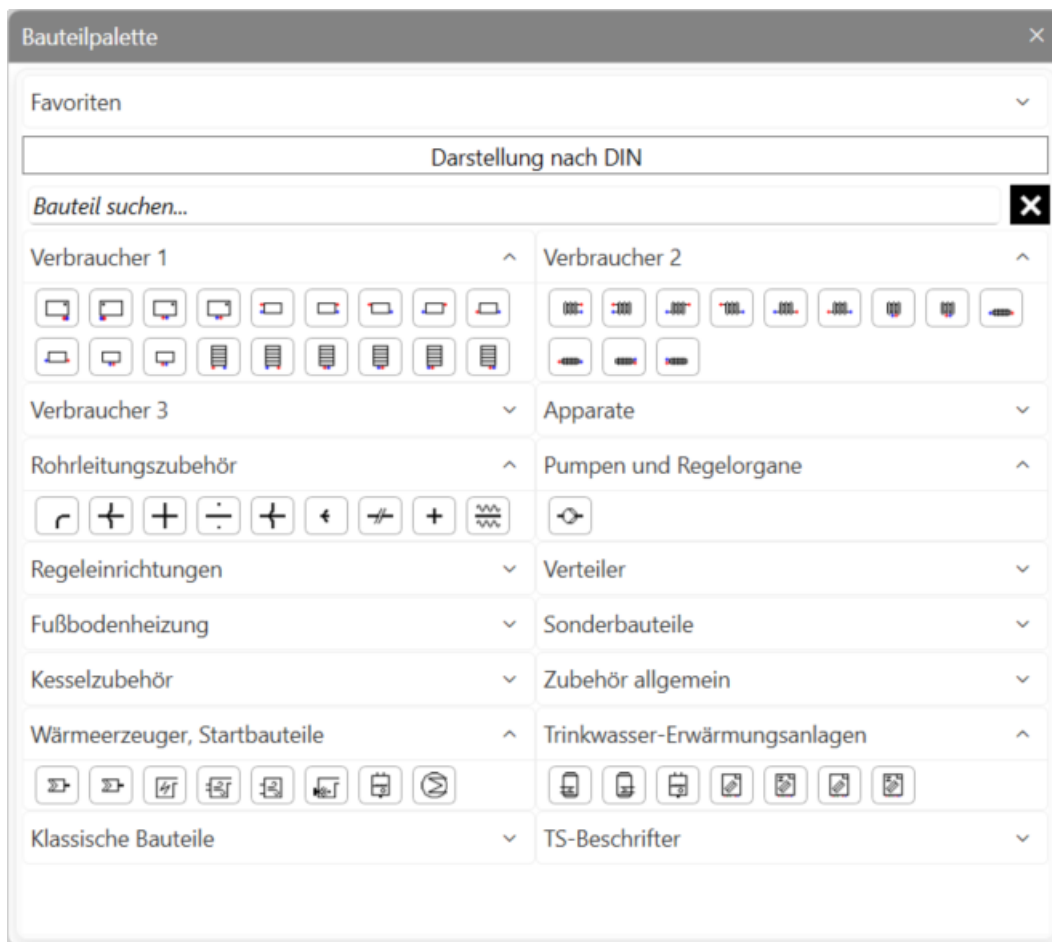 Bauteilpalette
Favoriten
Darstellung nach DIN
Bauteil suchen...
Verbraucher 1
Verbraucher 2
Verbraucher 3
Apparate
Rohrleitungszubehör
Pumpen und Regelorgane
Regeleinrichtungen
Verteiler
Fußbodenheizung
Sonderbauteile
Kesselzubehör
Zubehör allgemein
Wärmeerzeuger, Startbauteile
Trinkwasser-Erwärmungsanlagen
Klassische Bauteile
TS-Beschrifter